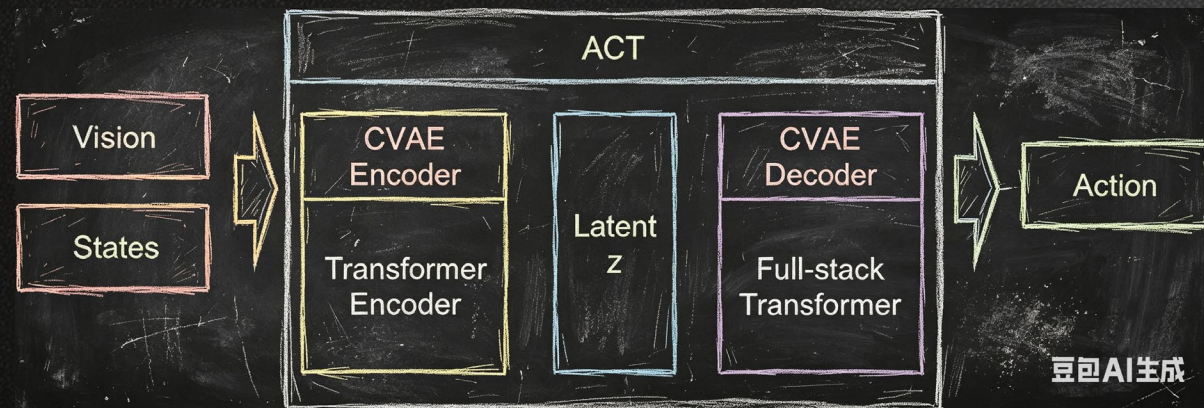 ACT
Vision
States
CVAE
Encoder
Transformer
Encoder
Latent
z
CVAE
Decoder
Full-stack
Transformer
Action
豆包AI生成